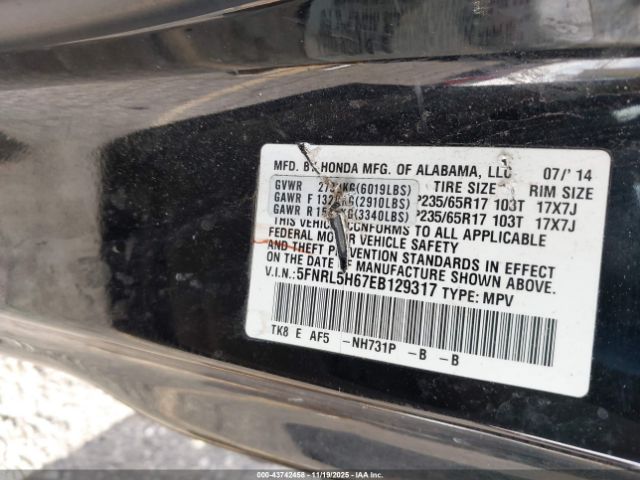 MFD. BY HONDA MFG. OF ALABAMA, LLC 07/'14
TIRE SIZE RIM SIZE
GVWR (6019LBS)
GAWR F (2910LBS) P235/65R17 103T 17X7J
GAWR R (3340LBS) P235/65R17 103T 17X7J
THIS VEHICLE CONFORMS TO ALL APPLICABLE
FEDERAL MOTOR VEHICLE SAFETY
AND THEFT PREVENTION STANDARDS IN EFFECT
ON THE DATE OF MANUFACTURE SHOWN ABOVE.
V.I.N.: 5FNRL5H67EB129317 TYPE: MPV
TK8 E AF5 -NH731P -B -B
000-43742458 - 11/19/2025 - IAAI, Inc.